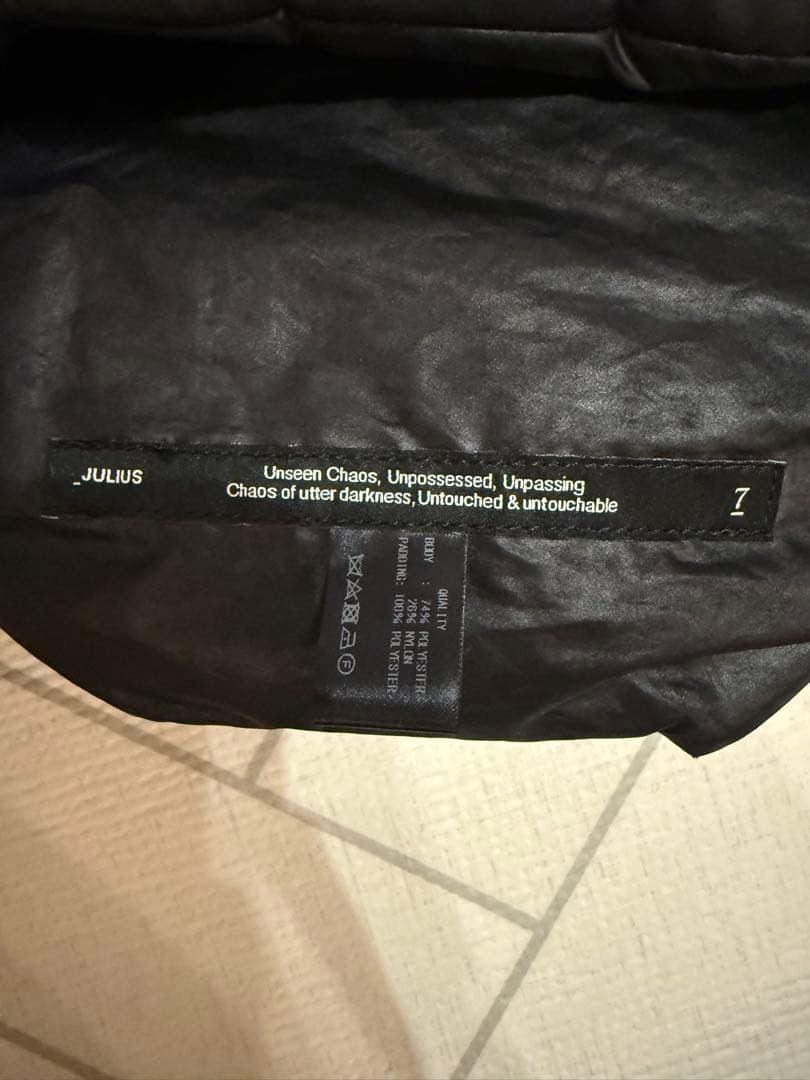 _JULIUS
Unseen Chaos, Unpossessed, Unpassing
Chaos of utter darkness, Untouched & untouchable
7
QUALITY
BODY : 74% POLYESTER
26% NYLON
PADDING: 100% POLYESTER
F